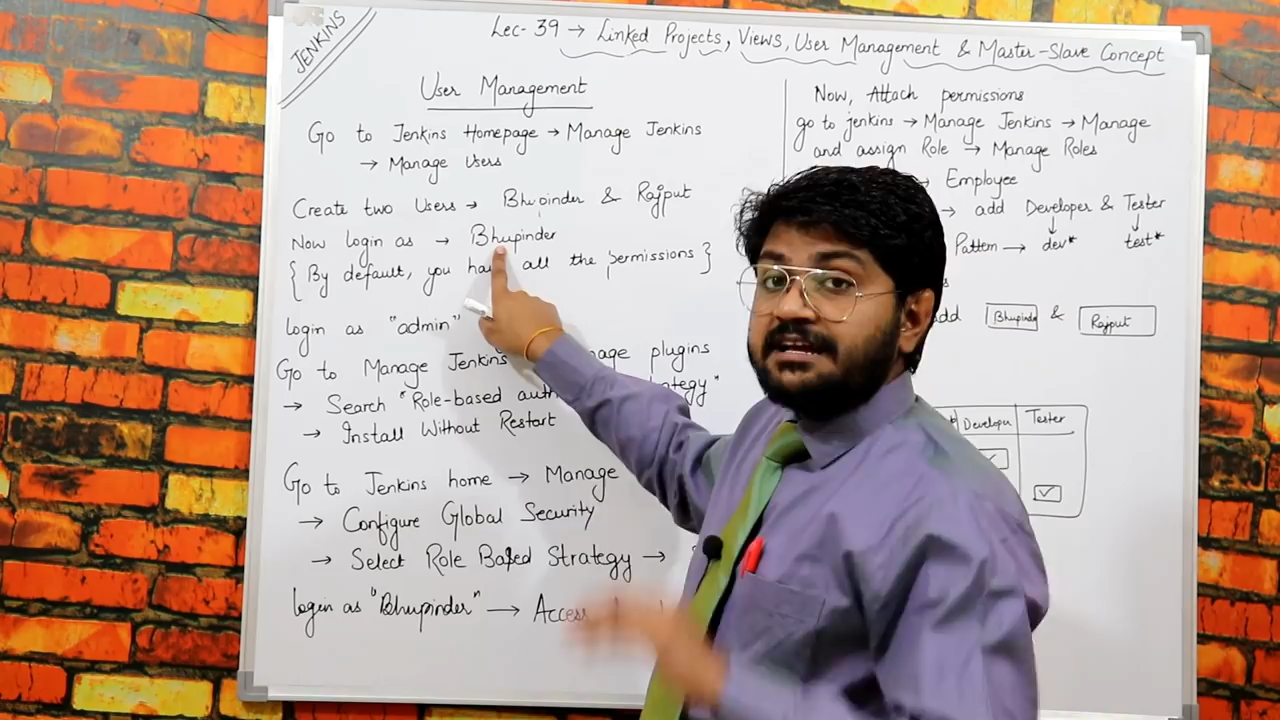 JENKINS
Lec-39 → Linked Projects, Views, User Management & Master-Slave Concept
User Management
Go to Jenkins Homepage → Manage Jenkins
→ Manage Users
Create two Users → Bhupinder & Rajput
Now login as → Bhupinder
{ By default, you have all the permissions }
login as "admin"
Go to Manage Jenkins Manage plugins
→ Search "Role-based
→ Install Without Restart
Go to Jenkins home → Manage
→ Configure Global Security
→ Select Role Based Strategy →
login as "Bhupinder" → Access
Now, Attach permissions
go to jenkins → Manage Jenkins → Manage
and assign Role → Manage Roles
→ Employee
→ add Developer & Tester
↓ ↓
Pattern → dev* test*
add Bhupinder & Rajput
Developer Tester